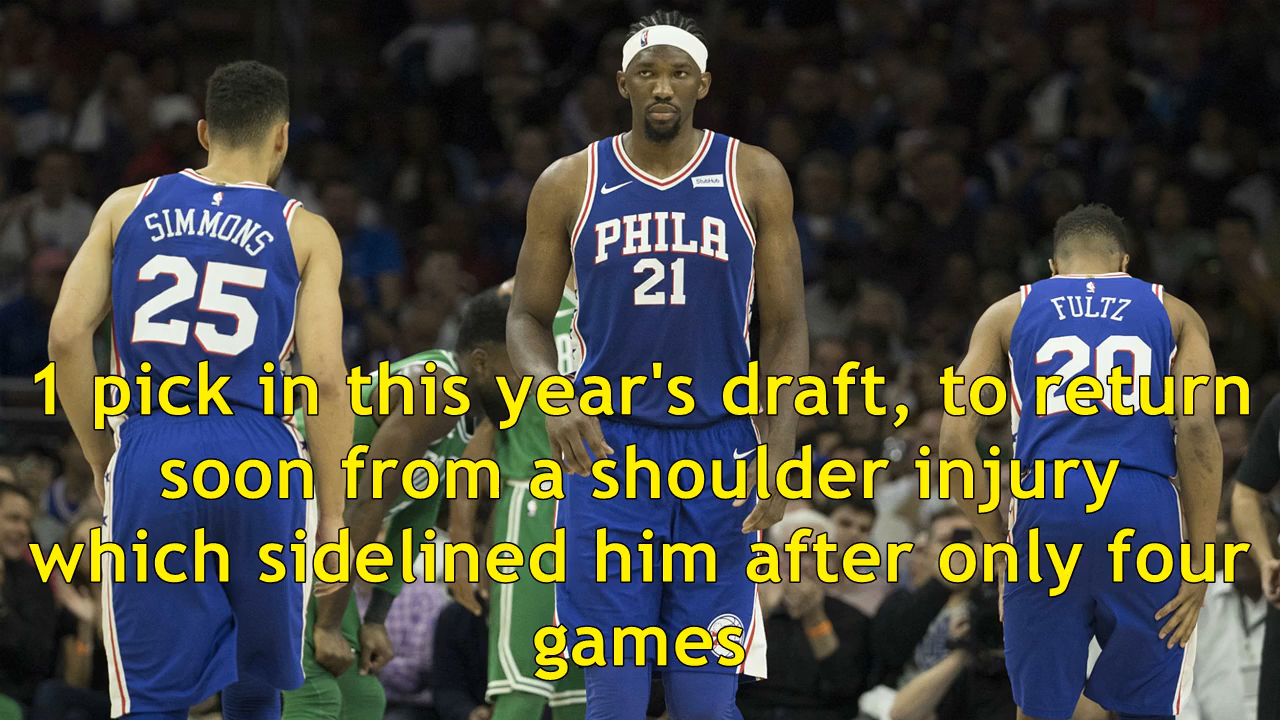 SIMMONS
25
StubHub
PHILA
21
FULTZ
20
1 pick in this year's draft, to return
soon from a shoulder injury
which sidelined him after only four
games